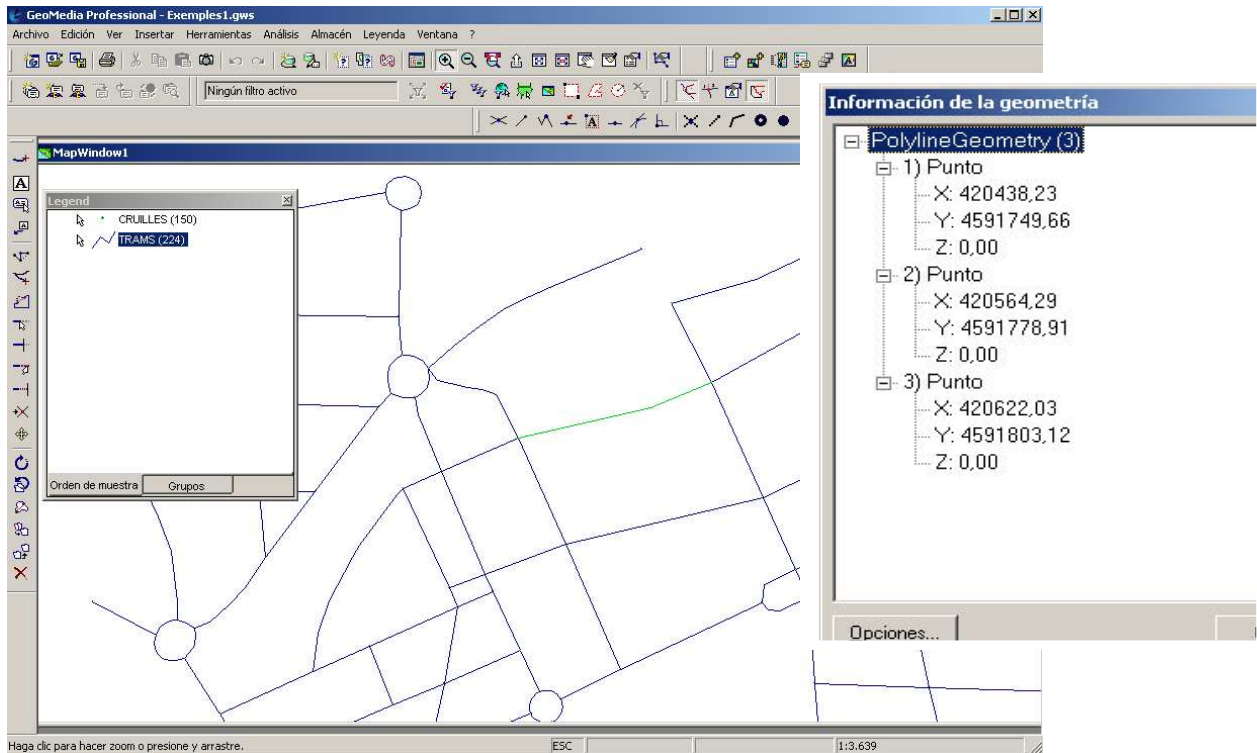 GeoMedia Professional - Exemples1.gws
Archivo Edición Ver Insertar Herramientas Análisis Almacén Leyenda Ventana ?
Ningún filtro activo
MapWindow1
Legend
CRUILLES (150)
TRAMS (224)
Orden de muestra Grupos
Información de la geometría
PolylineGeometry (3)
1) Punto
X: 420438,23
Y: 4591749,66
Z: 0,00
2) Punto
X: 420564,29
Y: 4591778,91
Z: 0,00
3) Punto
X: 420622,03
Y: 4591803,12
Z: 0,00
Opciones...
Haga clic para hacer zoom o presione y arrastre. ESC 1:3.639